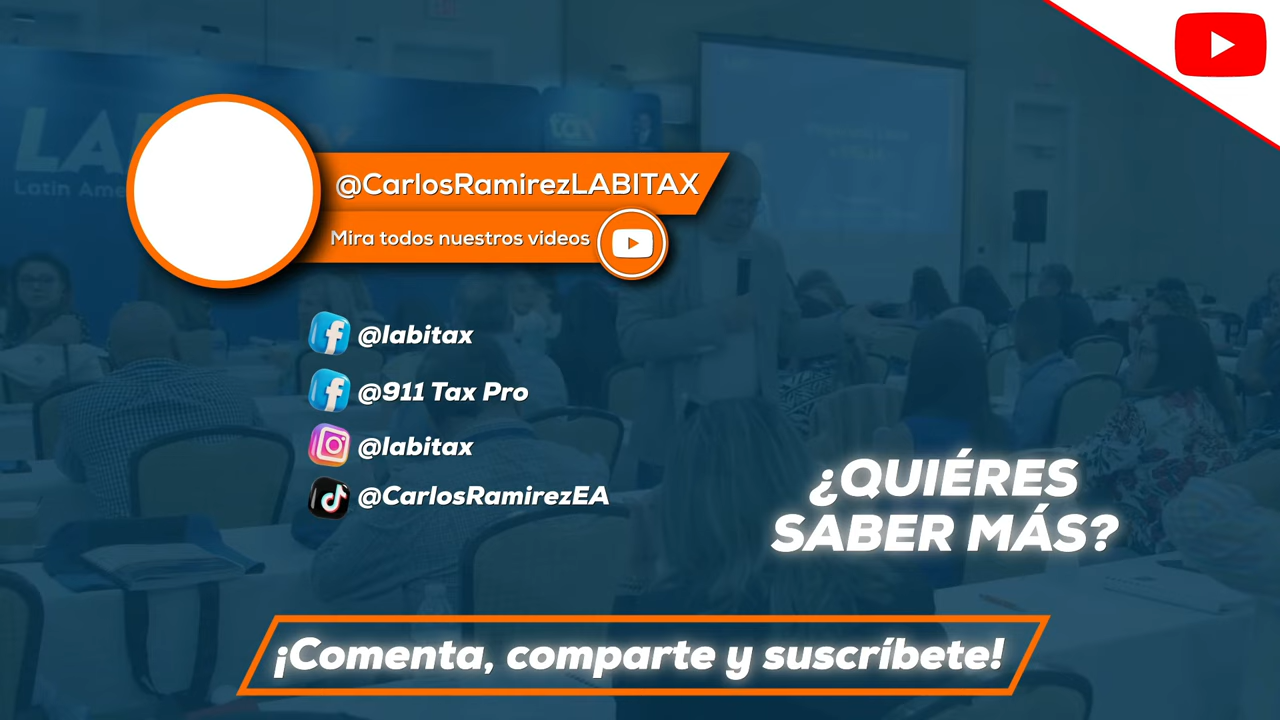 @CarlosRamirezLABITAX
Mira todos nuestros videos
@labitax
@911 Tax Pro
@labitax
@CarlosRamirezEA
¿QUIÉRES
SABER MÁS?
¡Comenta, comparte y suscríbete!